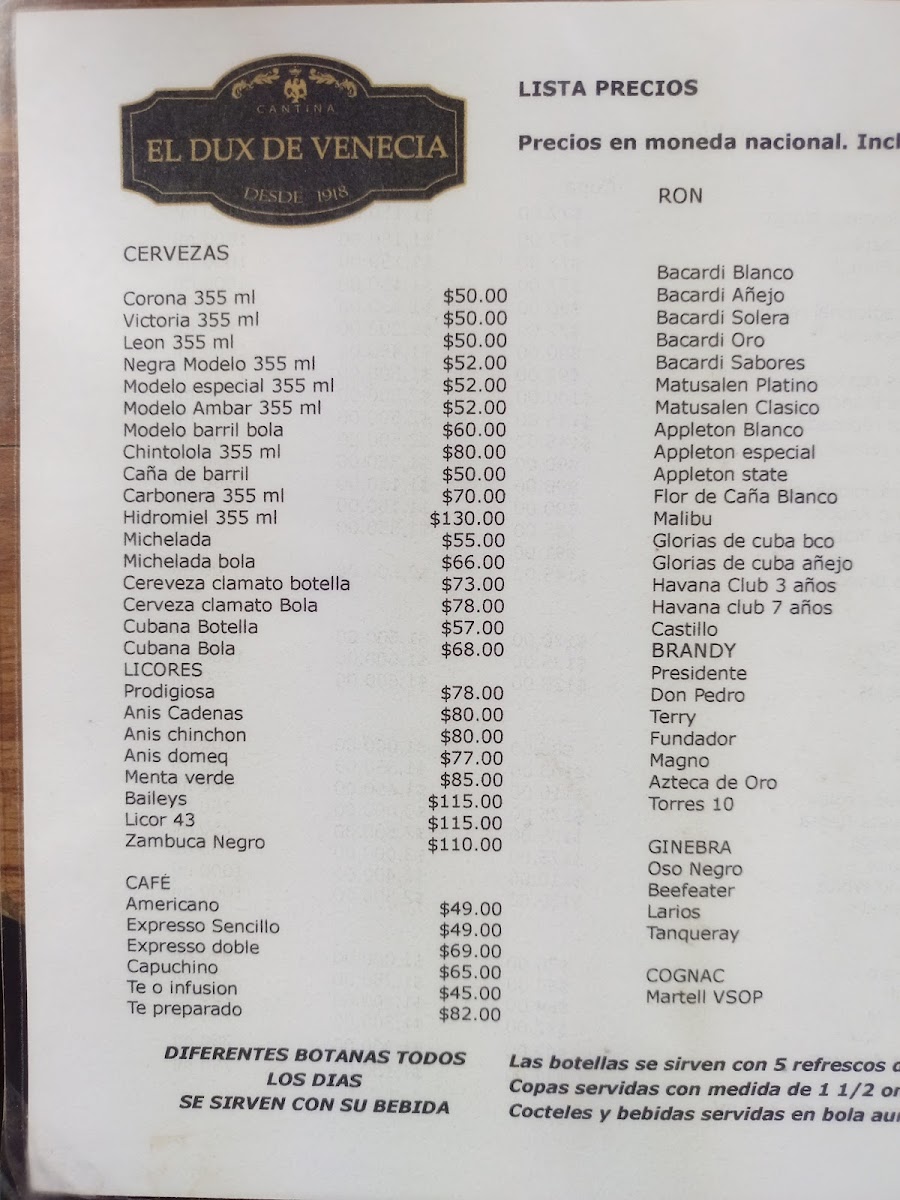 CANTINA
EL DUX DE VENECIA
DESDE 1918
LISTA PRECIOS
Precios en moneda nacional. Incl
CERVEZAS
Corona 355 ml $50.00
Victoria 355 ml $50.00
Leon 355 ml $50.00
Negra Modelo 355 ml $52.00
Modelo especial 355 ml $52.00
Modelo Ambar 355 ml $52.00
Modelo barril bola $60.00
Chintolola 355 ml $80.00
Caña de barril $50.00
Carbonera 355 ml $70.00
Hidromiel 355 ml $130.00
Michelada $55.00
Michelada bola $66.00
Cereveza clamato botella $73.00
Cerveza clamato Bola $78.00
Cubana Botella $57.00
Cubana Bola $68.00
LICORES
Prodigiosa $78.00
Anis Cadenas $80.00
Anis chinchon $80.00
Anis domeq $77.00
Menta verde $85.00
Baileys $115.00
Licor 43 $115.00
Zambuca Negro $110.00
CAFÉ
Americano $49.00
Expresso Sencillo $49.00
Expresso doble $69.00
Capuchino $65.00
Te o infusion $45.00
Te preparado $82.00
RON
Bacardi Blanco
Bacardi Añejo
Bacardi Solera
Bacardi Oro
Bacardi Sabores
Matusalen Platino
Matusalen Clasico
Appleton Blanco
Appleton especial
Appleton state
Flor de Caña Blanco
Malibu
Glorias de cuba bco
Glorias de cuba añejo
Havana Club 3 años
Havana club 7 años
Castillo
BRANDY
Presidente
Don Pedro
Terry
Fundador
Magno
Azteca de Oro
Torres 10
GINEBRA
Oso Negro
Beefeater
Larios
Tanqueray
COGNAC
Martell VSOP
DIFERENTES BOTANAS TODOS
LOS DIAS
SE SIRVEN CON SU BEBIDA
Las botellas se sirven con 5 refrescos
Copas servidas con medida de 1 1/2 on
Cocteles y bebidas servidas en bola au